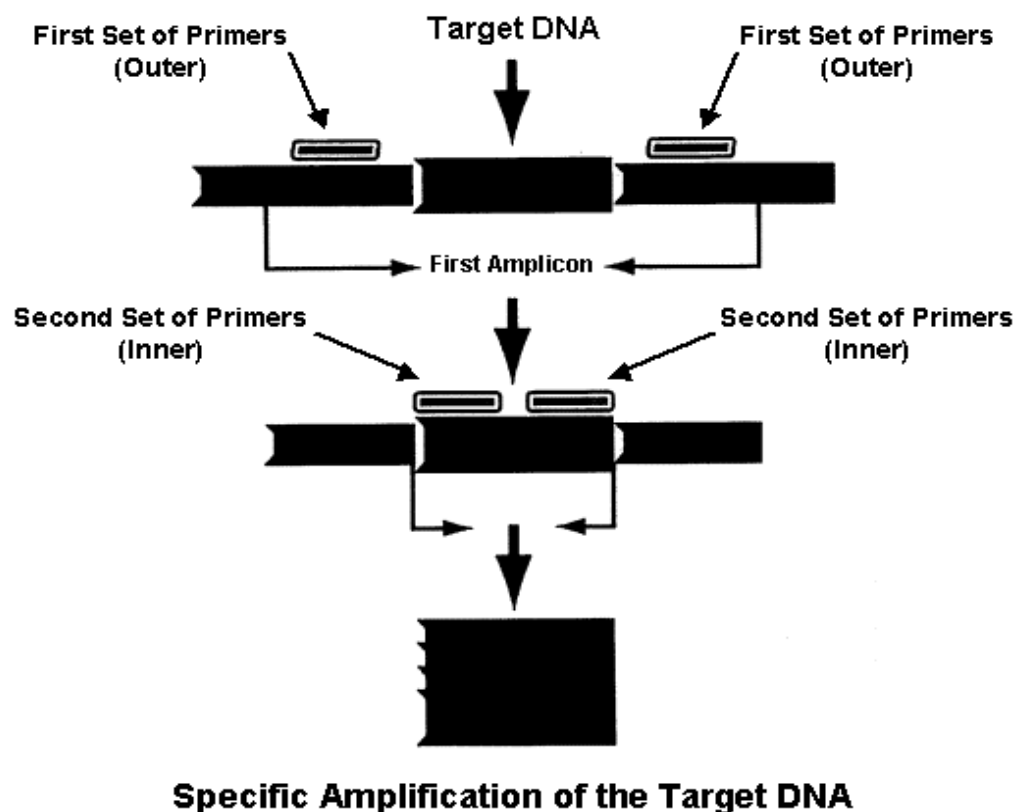 First Set of Primers
(Outer)
Target DNA
First Set of Primers
(Outer)
First Amplicon
Second Set of Primers
(Inner)
Second Set of Primers
(Inner)
Specific Amplification of the Target DNA